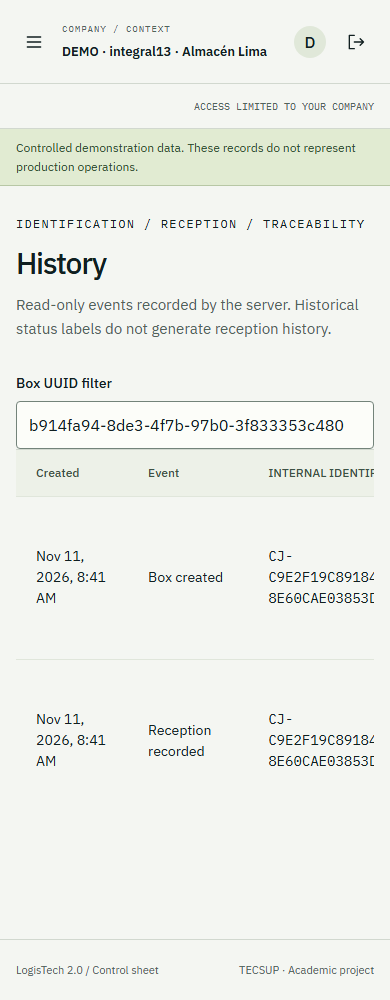 COMPANY / CONTEXT
DEMO · integral13 · Almacén Lima
D
ACCESS LIMITED TO YOUR COMPANY
Controlled demonstration data. These records do not represent
production operations.
IDENTIFICATION / RECEPTION / TRACEABILITY
History
Read-only events recorded by the server. Historical
status labels do not generate reception history.
Box UUID filter
b914fa94-8de3-4f7b-97b0-3f833353c480
Created Event INTERNAL
Nov 11,
2026, 8:41
AM
Box created
CJ-
C9E2F19C89184
8E60CAE03853D
Nov 11,
2026, 8:41
AM
Reception
recorded
CJ-
C9E2F19C89184
8E60CAE03853D
LogisTech 2.0 / Control sheet
TECSUP · Academic project